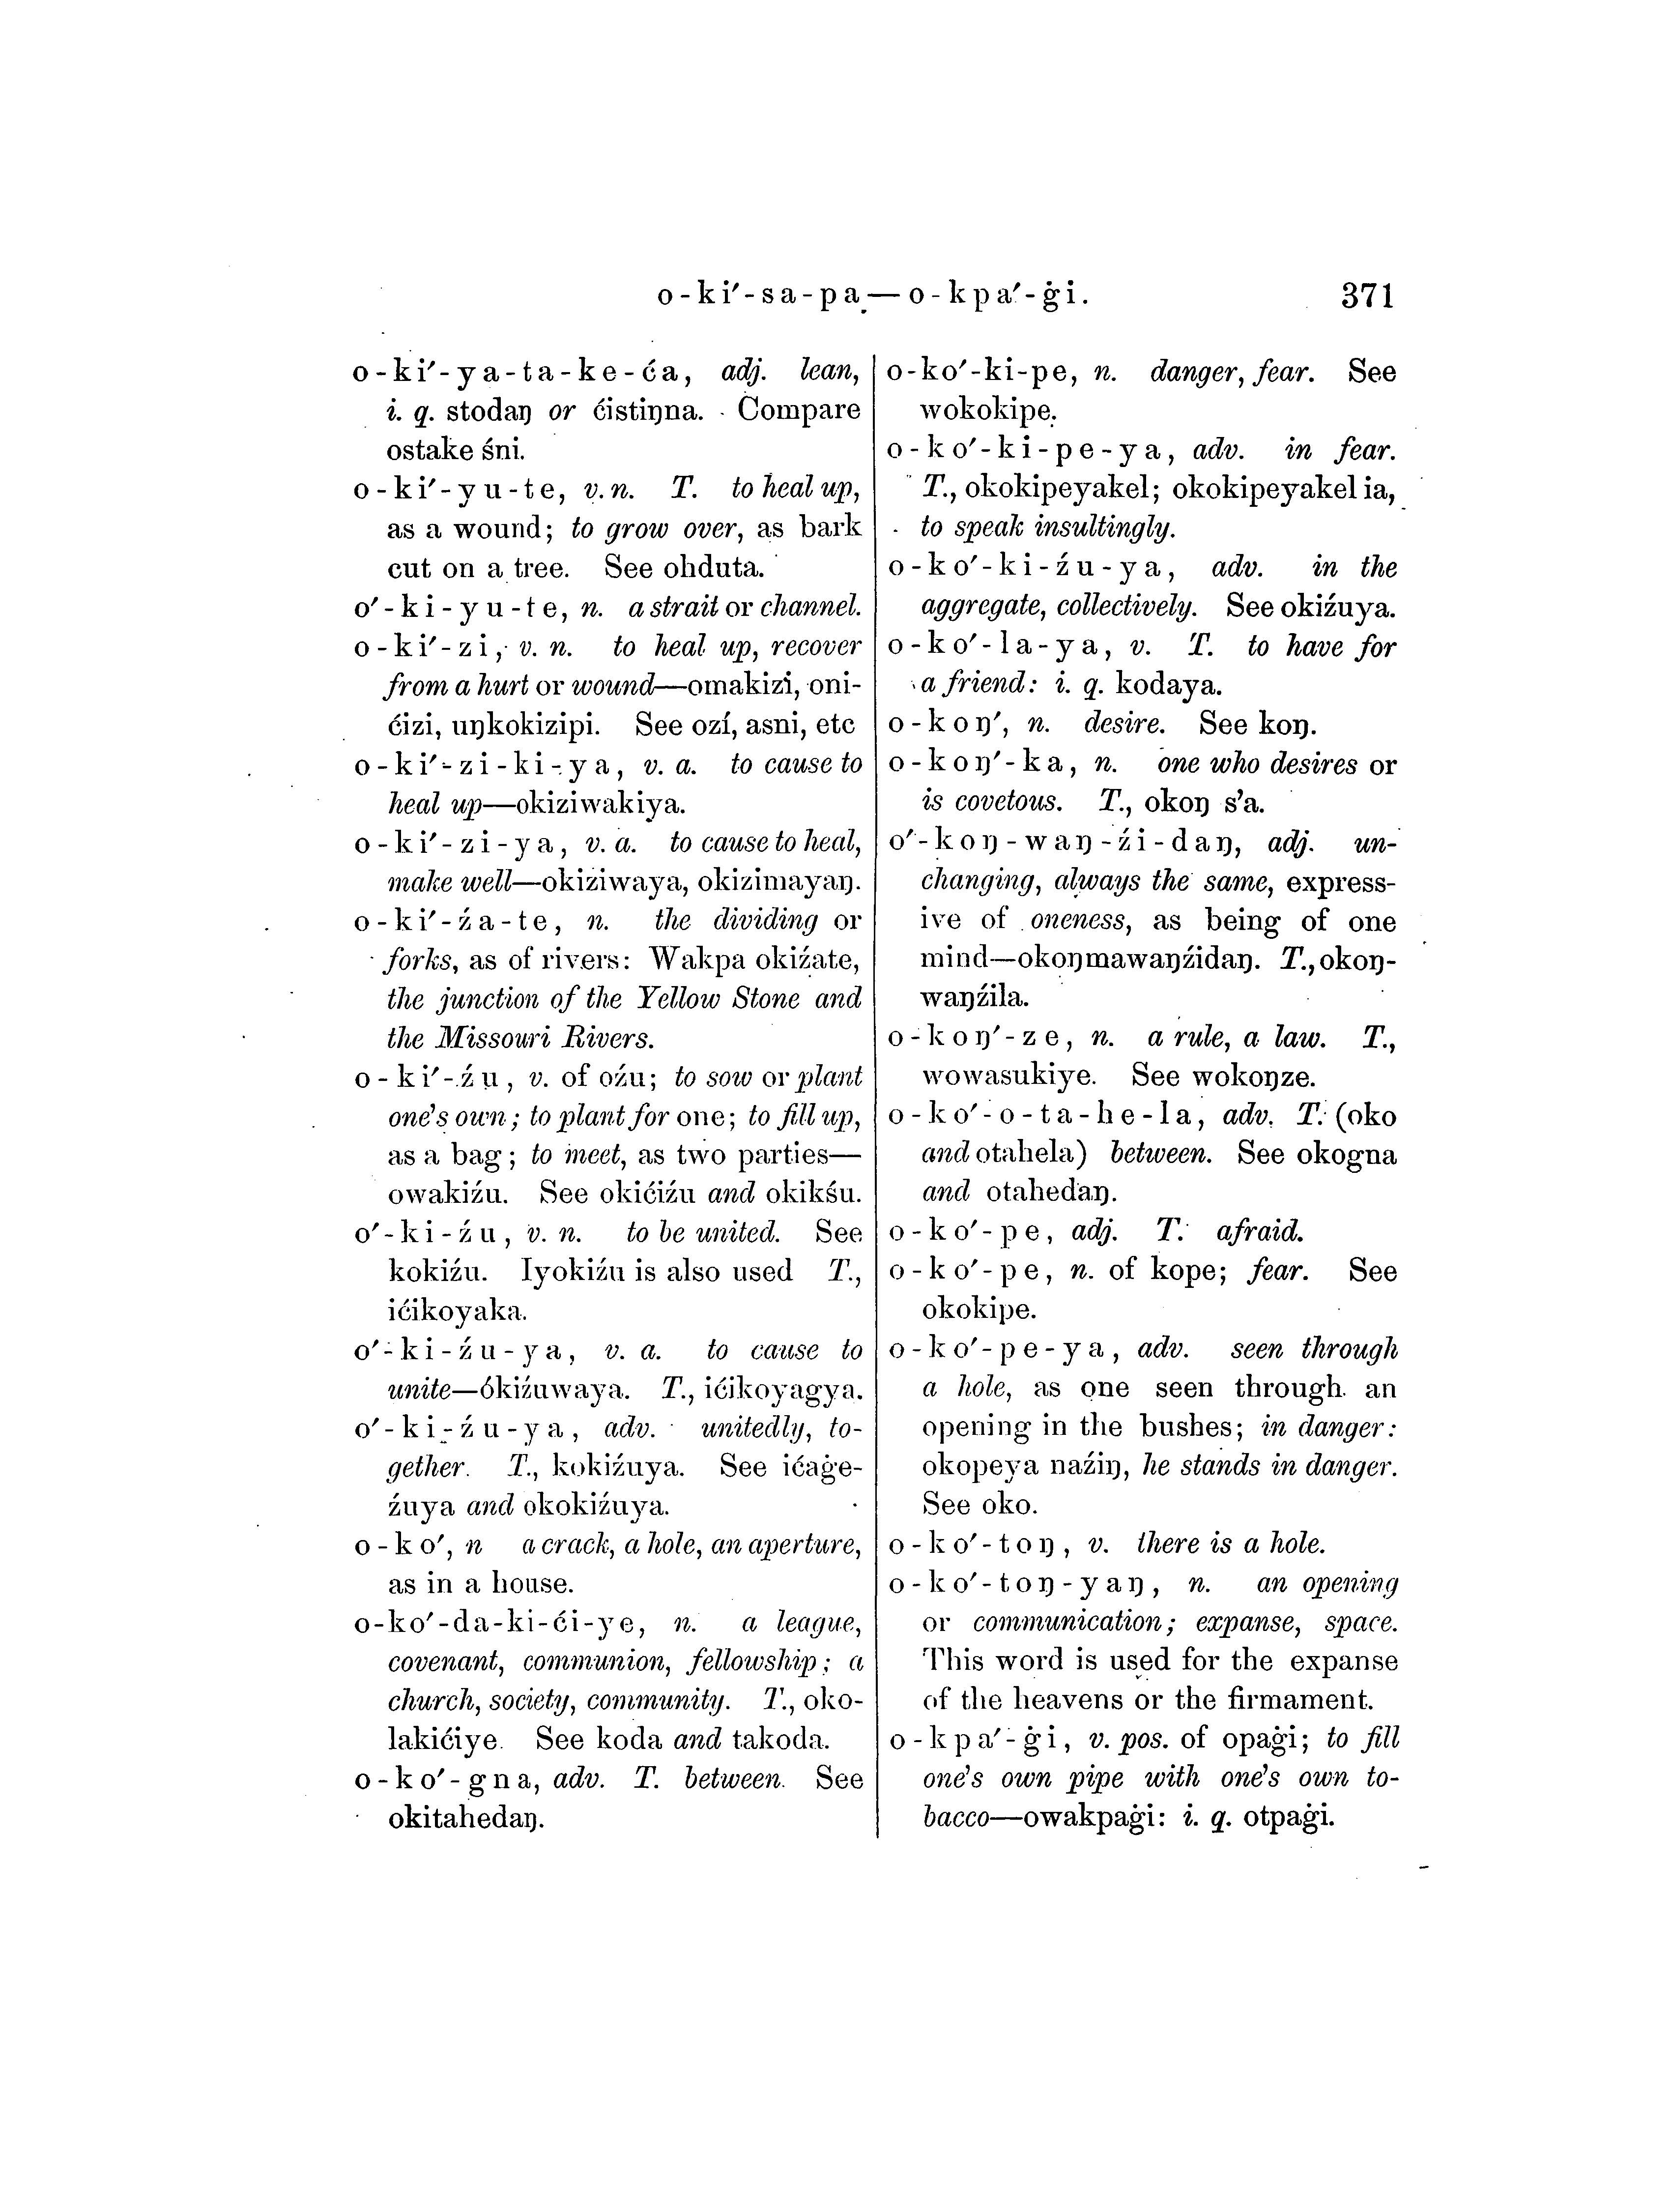 o-ki′-sa-pa—o-kpa′-ġi. 371
o-ki′-ya-ta-ke-ća, adj. lean,
i. q. stodaŋ or ćistiŋna. Compare
ostake śni.
o-ki′-yu-te, v. n. T. to heal up,
as a wound; to grow over, as bark
cut on a tree. See ohduta.
o′-ki-yu-te, n. a strait or channel.
o-ki′-zi, v. n. to heal up, recover
from a hurt or wound—omakizi, oni-
ćizi, uŋkokizipi. See ozí, asni, etc
o-ki′-zi-ki-ya, v. a. to cause to
heal up—okiziwakiya.
o-ki′-zi-ya, v. a. to cause to heal,
make well—okiziwaya, okizimayaŋ.
o-ki′-źa-te, n. the dividing or
forks, as of rivers: Wakpa okiźate,
the junction of the Yellow Stone and
the Missouri Rivers.
o-ki′-źu, v. of oźu; to sow or plant
one's own; to plant for one; to fill up,
as a bag; to meet, as two parties—
owakiźu. See okićiźu and okikśu.
o′-ki-źu, v. n. to be united. See
kokiźu. Iyokiźu is also used T.,
ićikoyaka.
o′-ki-źu-ya, v. a. to cause to
unite—ókiźuwaya. T., ićikoyagya.
o′-ki-źu-ya, adv. unitedly, to-
gether. T., kokiźuya. See ićaġe-
źuya and okokiźuya.
o-ko′, n a crack, a hole, an aperture,
as in a house.
o-ko′-da-ki-ći-ye, n. a league,
covenant, communion, fellowship; a
church, society, community. T., oko-
lakićiye. See koda and takoda.
o-ko′-gna, adv. T. between. See
okitahedaŋ.
o-ko′-ki-pe, n. danger, fear. See
wokokipe.
o-ko′-ki-pe-ya, adv. in fear.
T., okokipeyakel; okokipeyakel ia,
to speak insultingly.
o-ko′-ki-źu-ya, adv. in the
aggregate, collectively. See okiźuya.
o-ko′-la-ya, v. T. to have for
a friend: i. q. kodaya.
o-koŋ′, n. desire. See koŋ.
o-koŋ′-ka, n. one who desires or
is covetous. T., okoŋ s'a.
o′-koŋ-waŋ-źi-daŋ, adj. un-
changing, always the same, express-
ive of oneness, as being of one
mind—okoŋmawaŋźidaŋ. T., okoŋ-
waŋźila.
o-koŋ′-ze, n. a rule, a law. T.,
wowasukiye. See wokoŋze.
o-ko′-o-ta-he-la, adv. T. (oko
and otahela) between. See okogna
and otahedaŋ.
o-ko′-pe, adj. T. afraid.
o-ko′-pe, n. of kope; fear. See
okokipe.
o-ko′-pe-ya, adv. seen through
a hole, as one seen through an
opening in the bushes; in danger:
okopeya naźiŋ, he stands in danger.
See oko.
o-ko′-toŋ, v. there is a hole.
o-ko′-toŋ-yaŋ, n. an opening
or communication; expanse, space.
This word is used for the expanse
of the heavens or the firmament.
o-kpa′-ġi, v. pos. of opaġi; to fill
one's own pipe with one's own to-
bacco—owakpaġi: i. q. otpaġi.